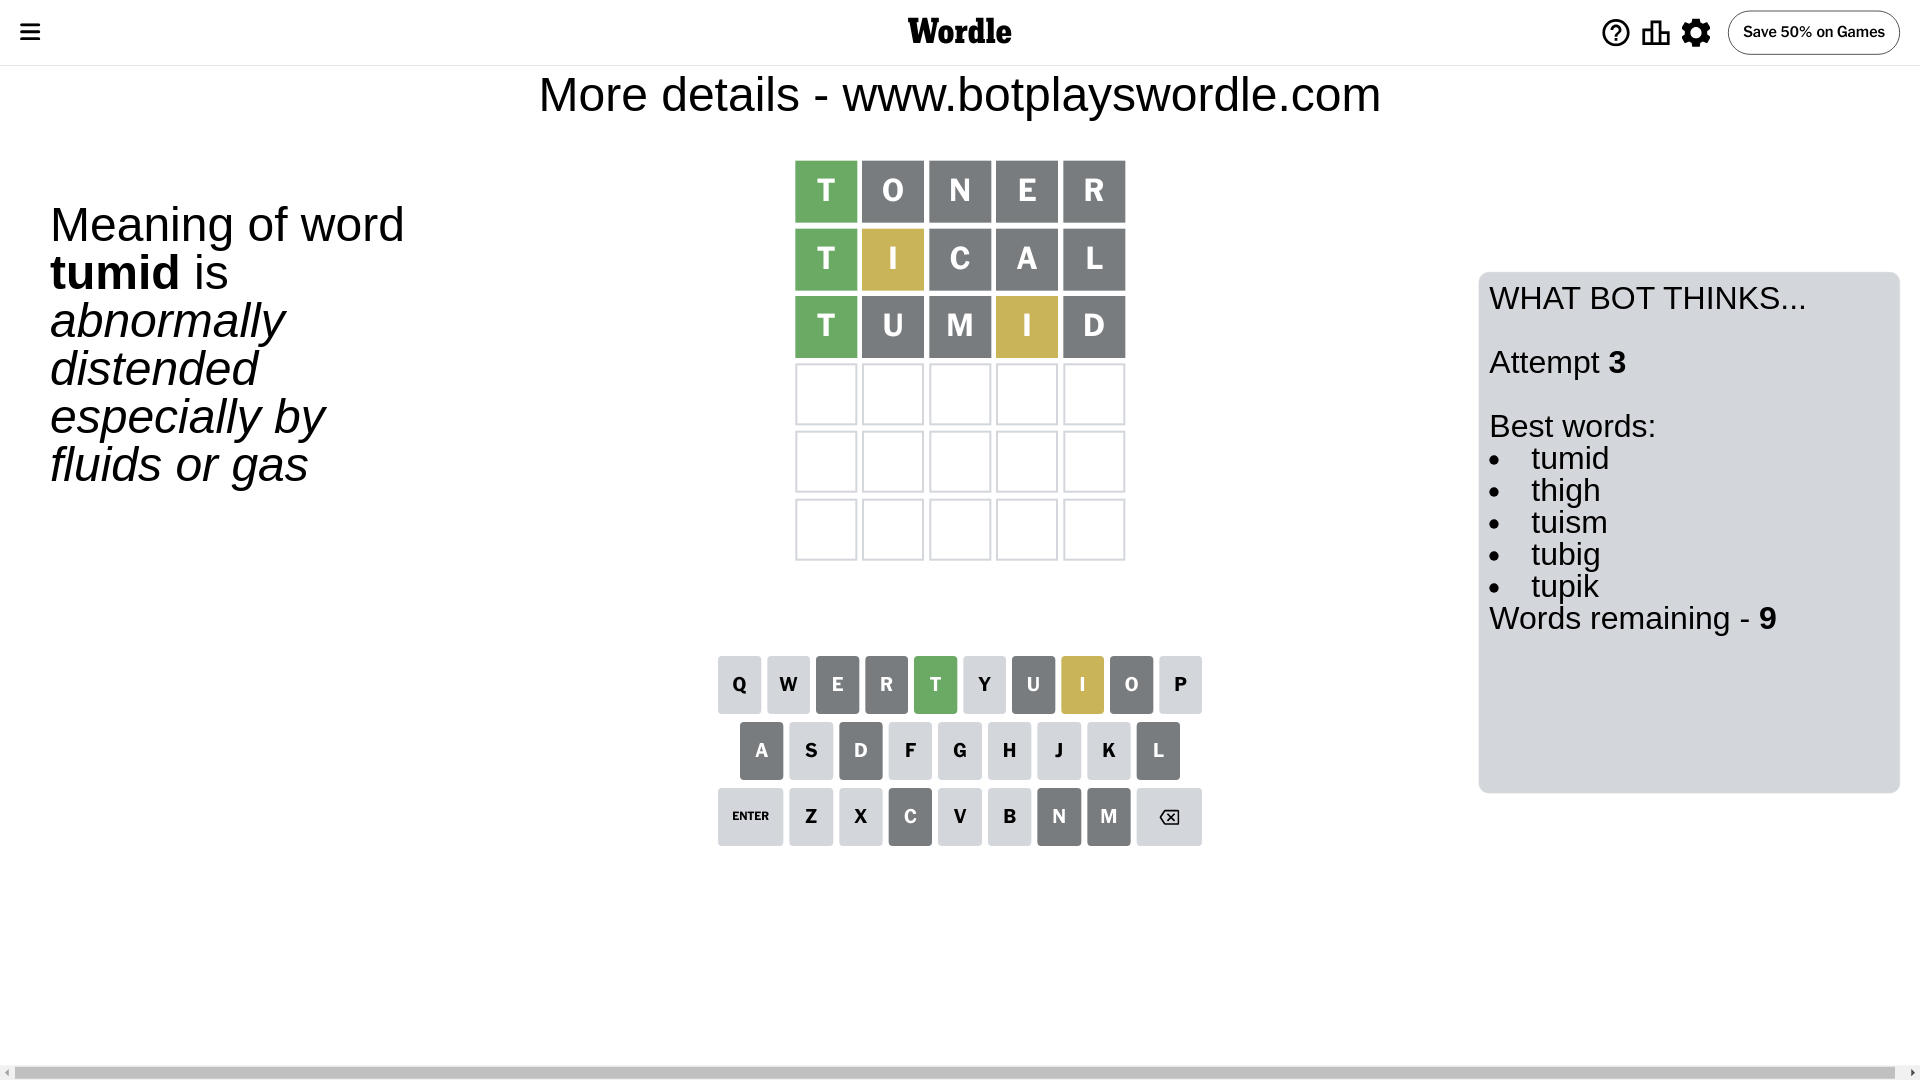 Wordle
Save 50% on Games
More details - www.botplayswordle.com
Meaning of word
tumid is
abnormally
distended
especially by
fluids or gas
T O N E R
T I C A L
T U M I D
WHAT BOT THINKS...
Attempt 3
Best words:
• tumid
• thigh
• tuism
• tubig
• tupik
Words remaining - 9
Q W E R T Y U I O P
A S D F G H J K L
ENTER Z X C V B N M